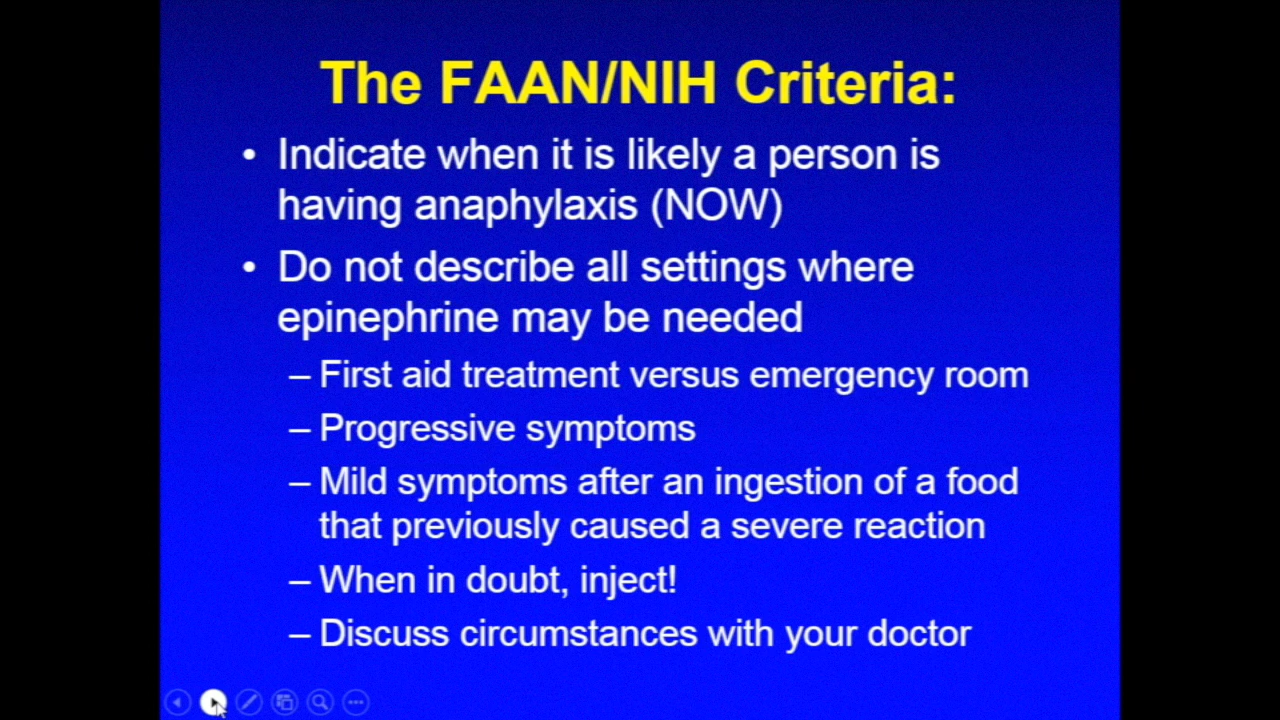 The FAAN/NIH Criteria:
• Indicate when it is likely a person is
having anaphylaxis (NOW)
• Do not describe all settings where
epinephrine may be needed
– First aid treatment versus emergency room
– Progressive symptoms
– Mild symptoms after an ingestion of a food
that previously caused a severe reaction
– When in doubt, inject!
– Discuss circumstances with your doctor